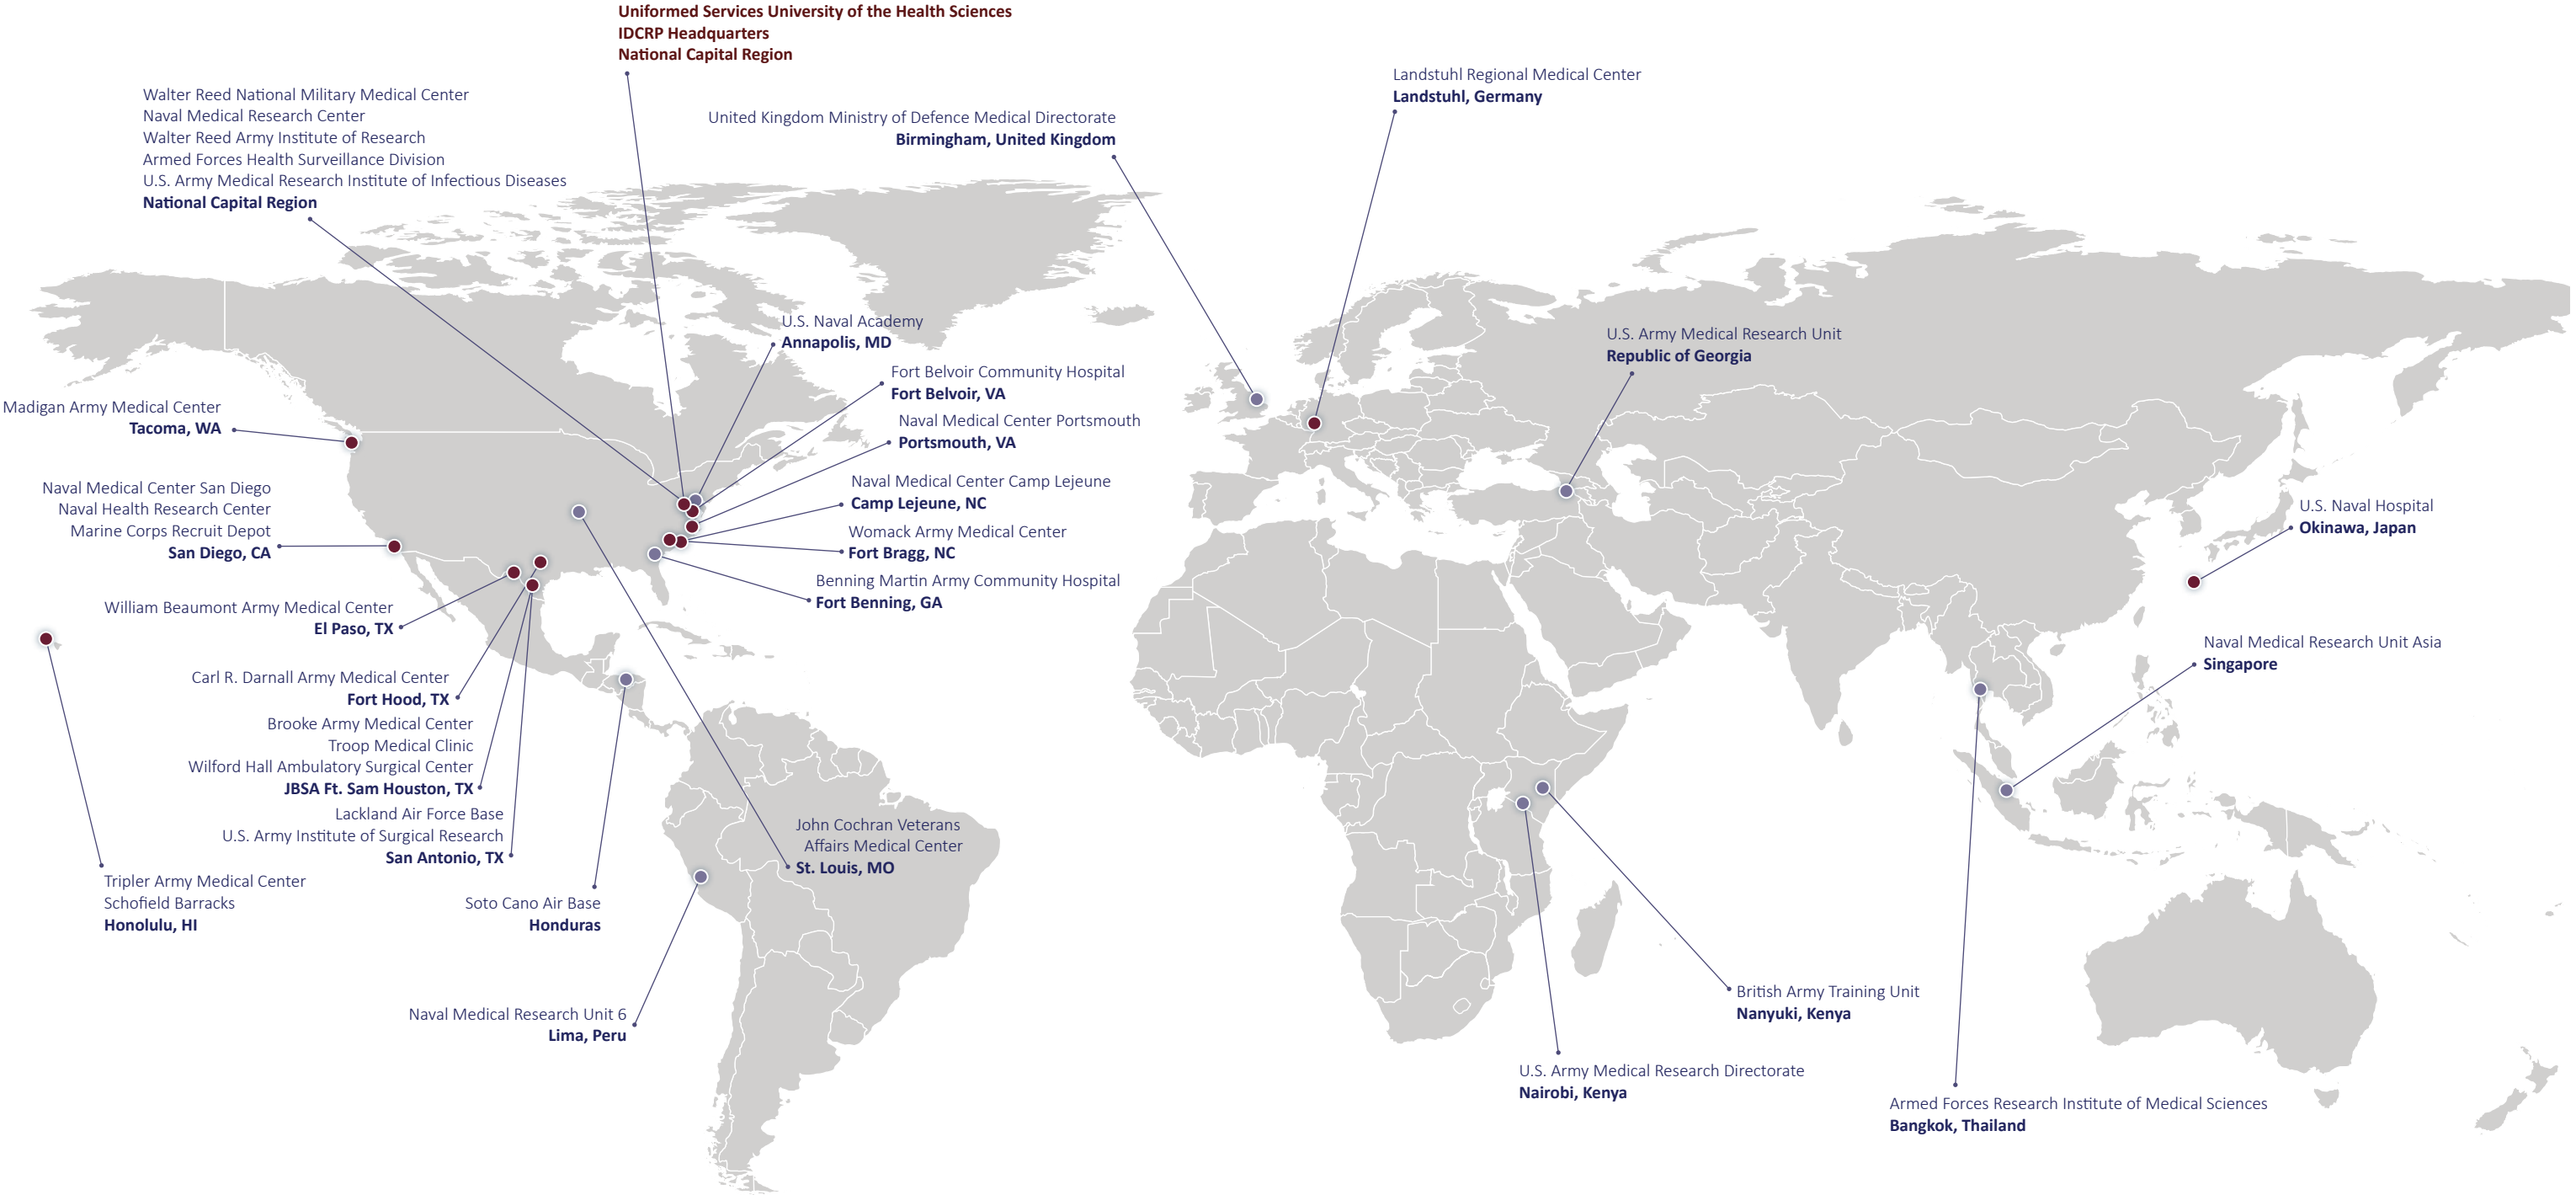 Uniformed Services University of the Health Sciences
IDCRP Headquarters
National Capital Region
Walter Reed National Military Medical Center
Naval Medical Research Center
Walter Reed Army Institute of Research
Armed Forces Health Surveillance Division
U.S. Army Medical Research Institute of Infectious Diseases
National Capital Region
United Kingdom Ministry of Defence Medical Directorate
Birmingham, United Kingdom
Landstuhl Regional Medical Center
Landstuhl, Germany
U.S. Naval Academy
Annapolis, MD
Fort Belvoir Community Hospital
Fort Belvoir, VA
Naval Medical Center Portsmouth
Portsmouth, VA
Naval Medical Center Camp Lejeune
Camp Lejeune, NC
Womack Army Medical Center
Fort Bragg, NC
Benning Martin Army Community Hospital
Fort Benning, GA
U.S. Army Medical Research Unit
Republic of Georgia
Madigan Army Medical Center
Tacoma, WA
Naval Medical Center San Diego
Naval Health Research Center
Marine Corps Recruit Depot
San Diego, CA
William Beaumont Army Medical Center
El Paso, TX
Carl R. Darnall Army Medical Center
Fort Hood, TX
Brooke Army Medical Center
Troop Medical Clinic
Wilford Hall Ambulatory Surgical Center
JBSA Ft. Sam Houston, TX
Lackland Air Force Base
U.S. Army Institute of Surgical Research
San Antonio, TX
Tripler Army Medical Center
Schofield Barracks
Honolulu, HI
Soto Cano Air Base
Honduras
John Cochran Veterans
Affairs Medical Center
St. Louis, MO
Naval Medical Research Unit 6
Lima, Peru
U.S. Naval Hospital
Okinawa, Japan
Naval Medical Research Unit Asia
Singapore
British Army Training Unit
Nanyuki, Kenya
U.S. Army Medical Research Directorate
Nairobi, Kenya
Armed Forces Research Institute of Medical Sciences
Bangkok, Thailand